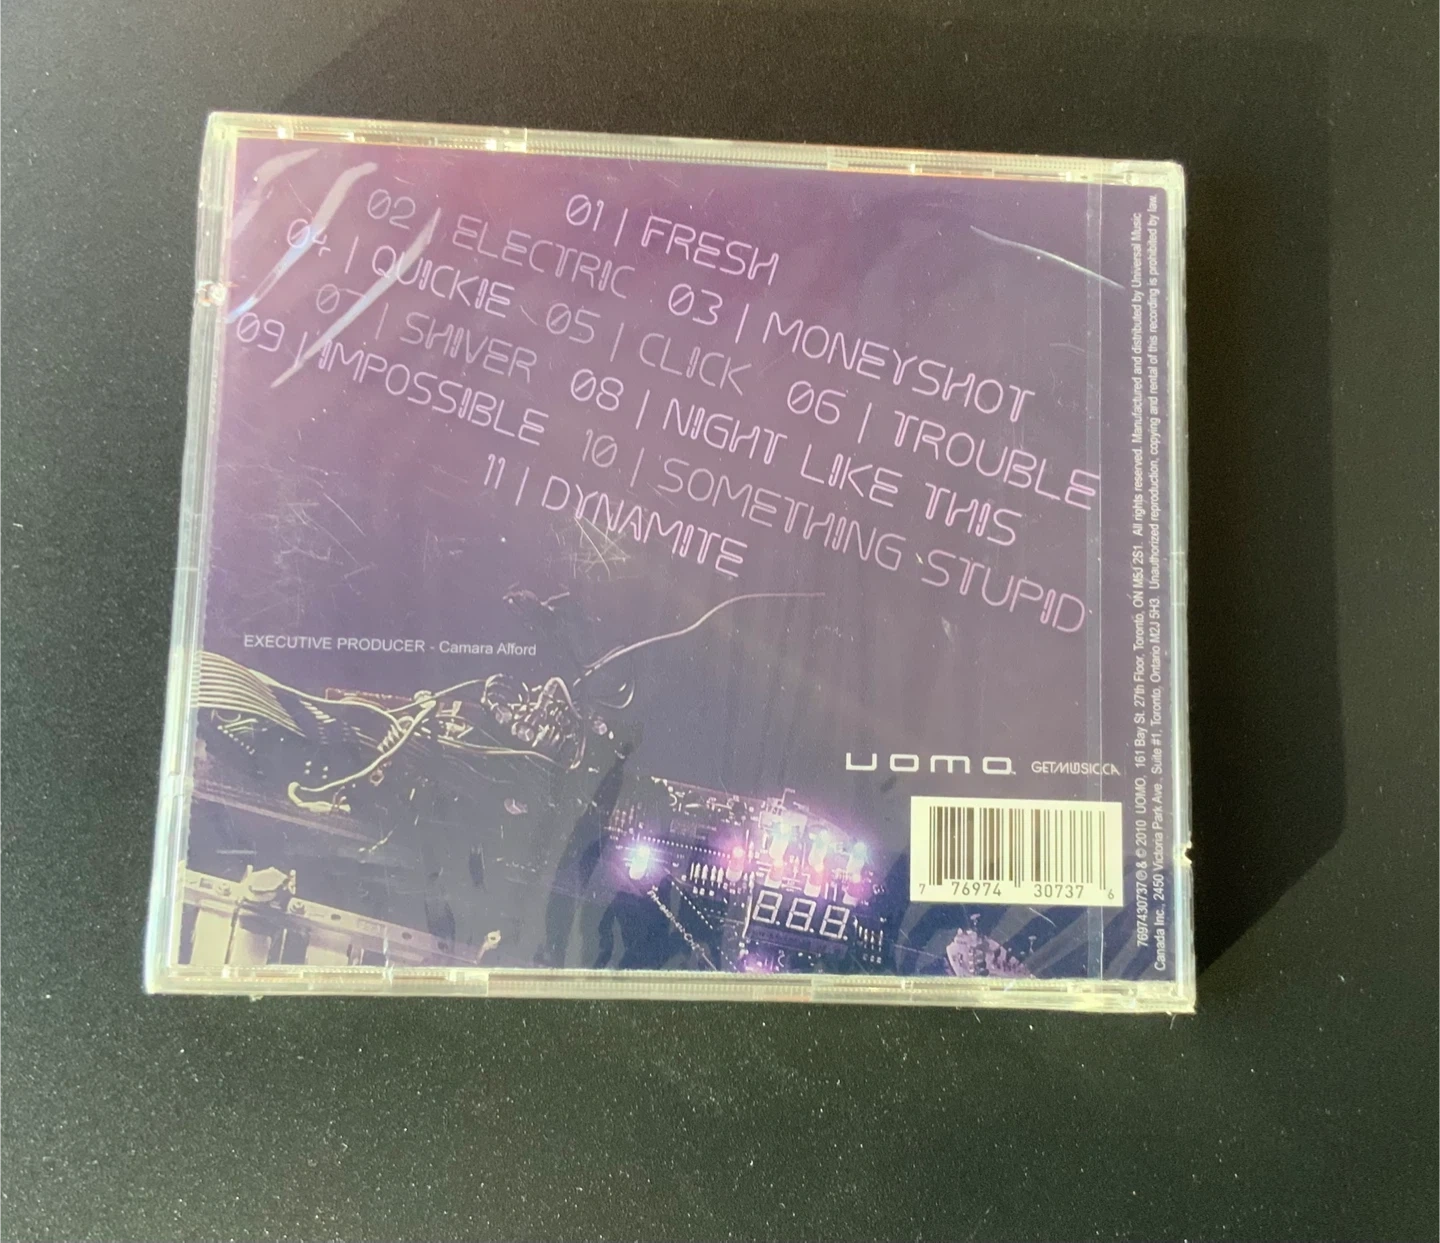 01 | FRESH
02 | ELECTRIC 03 | MONEYSHOT
04 | QUICKIE 05 | CLICK 06 | TROUBLE
07 | SHIVER 08 | NIGHT LIKE THIS
09 | IMPOSSIBLE 10 | SOMETHING STUPID
11 | DYNAMITE
EXECUTIVE PRODUCER - Camara Alford
UOMO GETMUSIC.CA
7 76974 30737 6
7697430737 ℗ & © 2010 UOMO, 161 Bay St. 27th Floor, Toronto, ON M5J 2S1. All rights reserved. Manufactured and distributed by Universal Music
Canada Inc., 2450 Victoria Park Ave., Suite #1, Toronto, Ontario M2J 5H3. Unauthorized reproduction, copying and rental of this recording is prohibited by law.